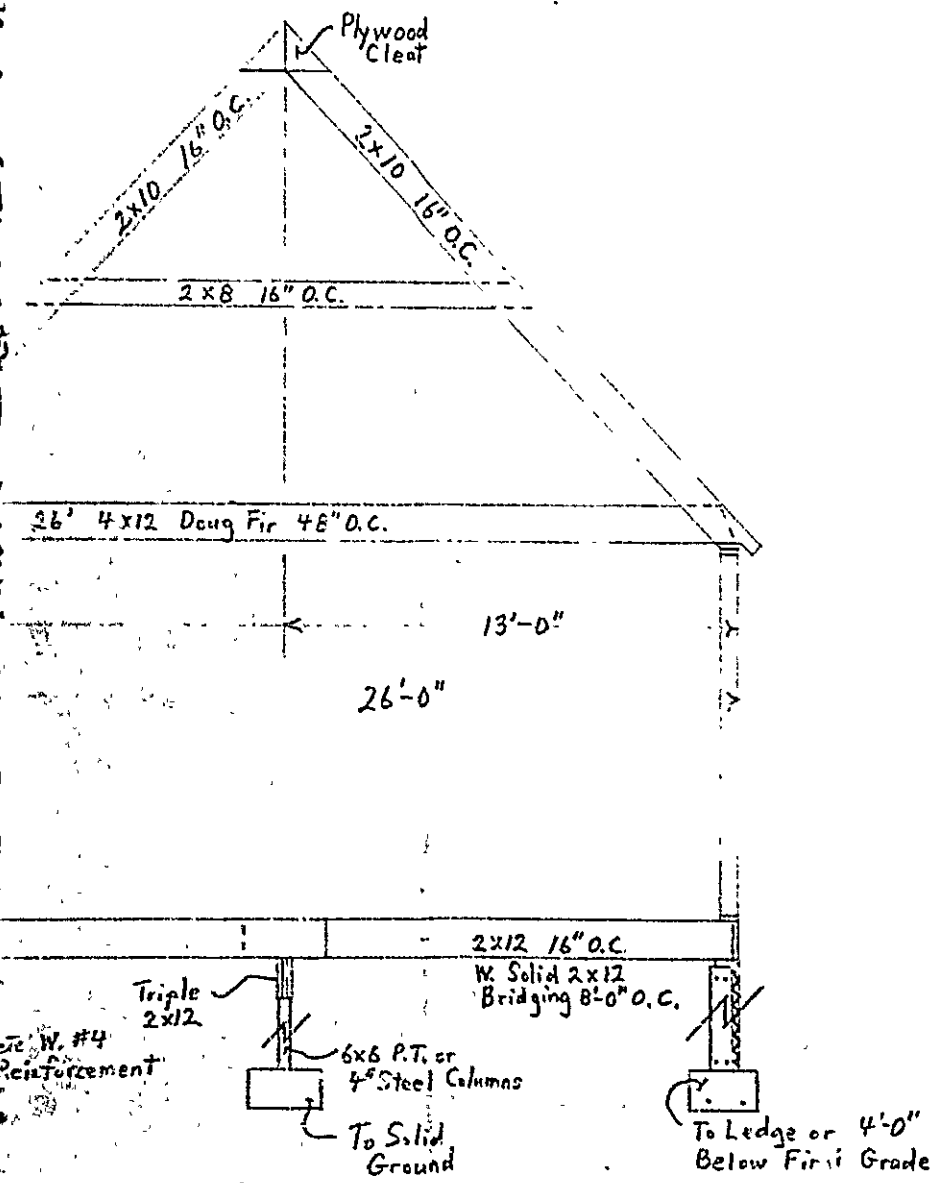 Plywood
Cleat
2x10 16" O.C.
2x10 16" O.C.
2x8 16" O.C.
26' 4x12 Doug Fir 48" O.C.
13'-0"
26'-0"
2x12 16" O.C.
W. Solid 2x12
Bridging 8'-0" O.C.
Triple
2x12
W. #4
Reinforcement
6x6 P.T. or
4" Steel Columns
To Solid
Ground
To Ledge or 4'-0"
Below Grade